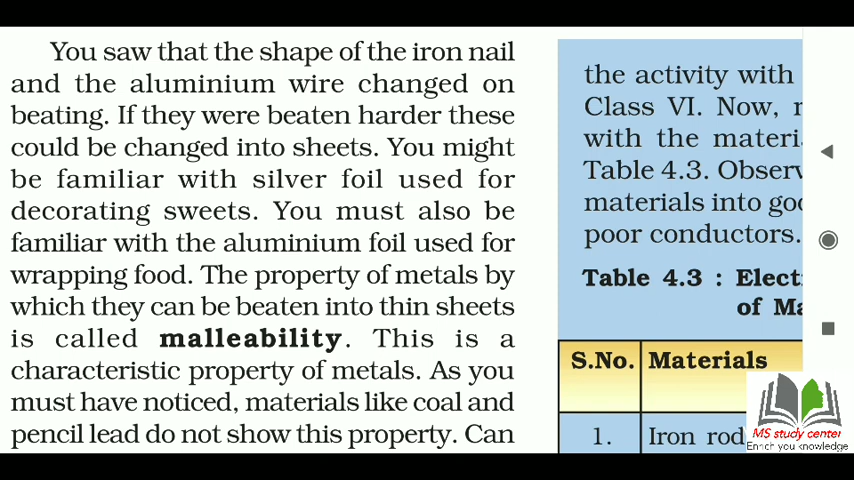 You saw that the shape of the iron nail
and the aluminium wire changed on
beating. If they were beaten harder these
could be changed into sheets. You might
be familiar with silver foil used for
decorating sweets. You must also be
familiar with the aluminium foil used for
wrapping food. The property of metals by
which they can be beaten into thin sheets
is called malleability. This is a
characteristic property of metals. As you
must have noticed, materials like coal and
pencil lead do not show this property. Can
the activity with
Class VI. Now,
with the
Table 4.3.
materials into
poor conductors.
Table 4.3 :
of
S.No. Materials
1. Iron rod
MS study center
Enrich you knowledge